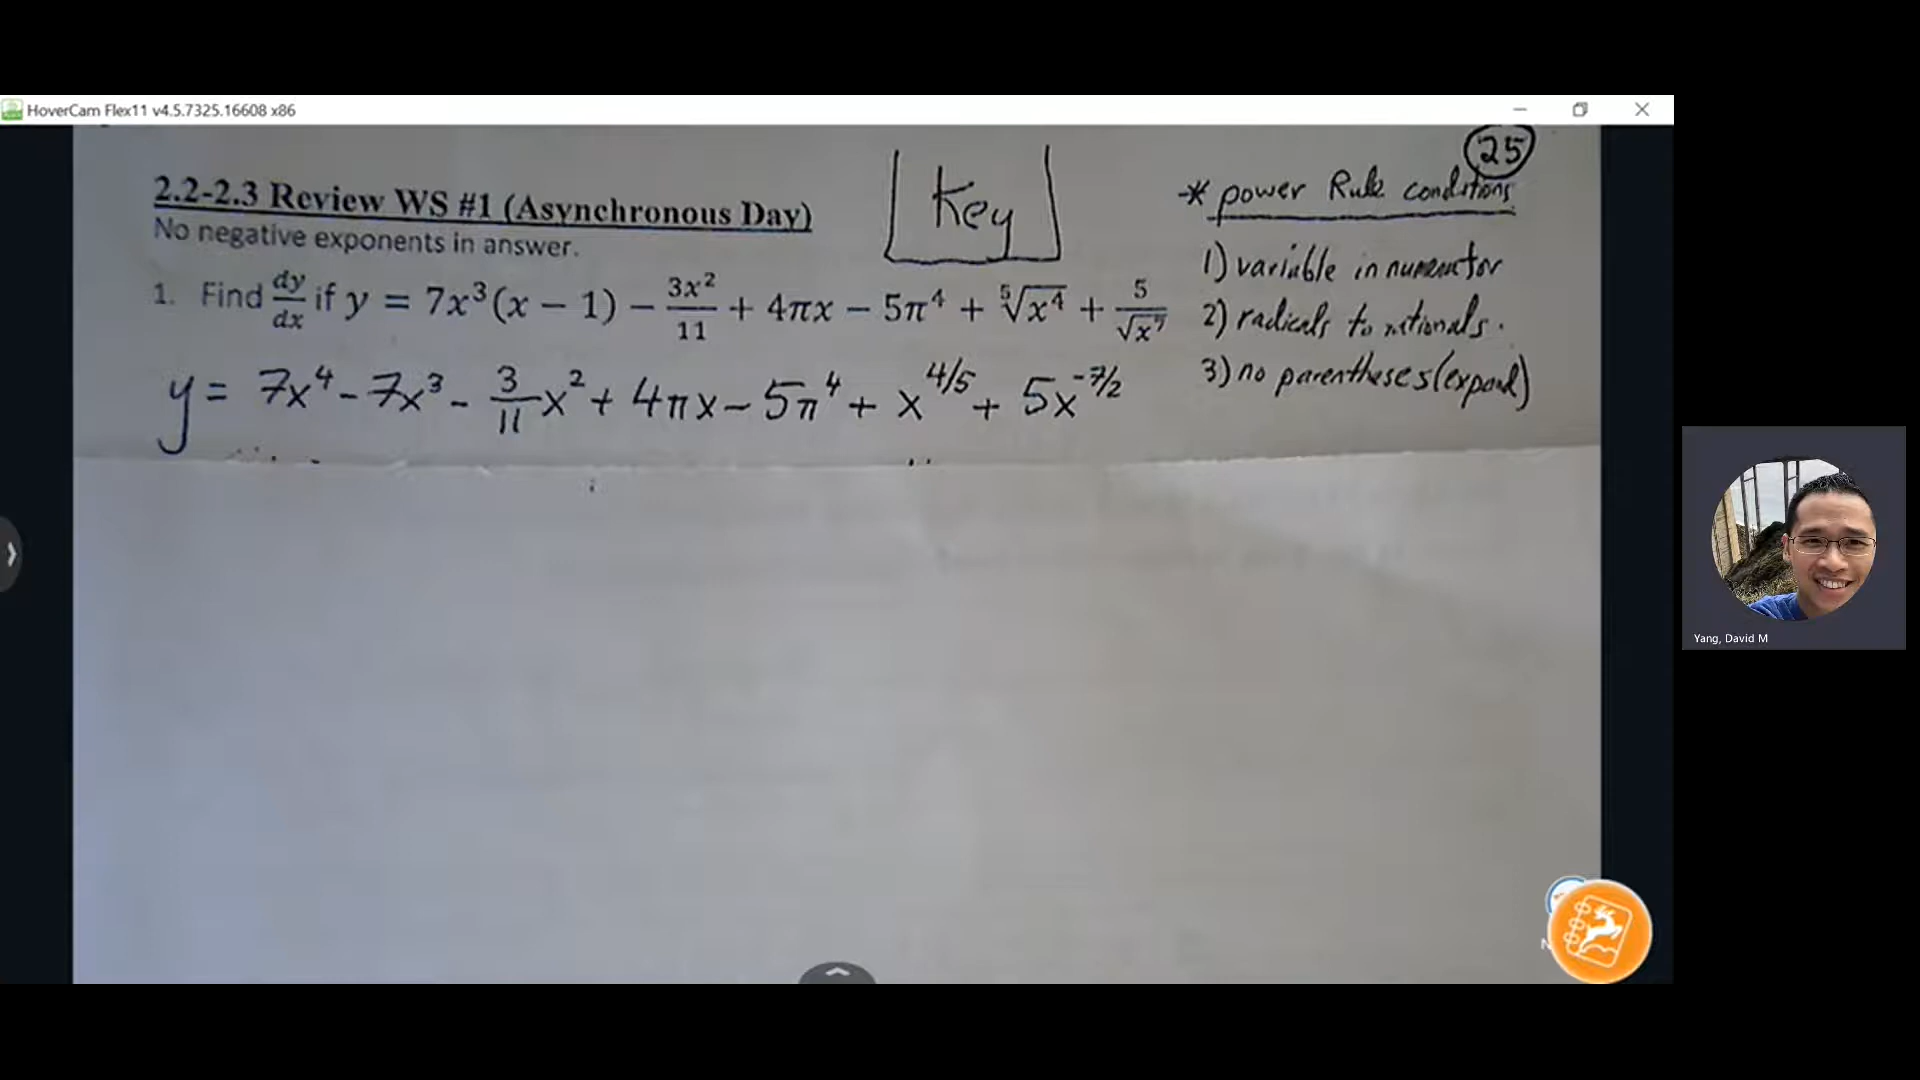 HoverCam Flex11 v4.5.7325.16608 x86
25
2.2-2.3 Review WS #1 (Asynchronous Day)
Key
No negative exponents in answer.
1. Find dy/dx if y = 7x³(x − 1) − 3x²/11 + 4πx − 5π⁴ + ⁵√x⁴ + 5/√x⁷
y = 7x⁴ - 7x³ - 3/11 x² + 4πx - 5π⁴ + x^4/5 + 5x^-7/2
* power Rule conditions
1) variable in numerator
2) radicals to rationals.
3) no parentheses (expand)
Yang, David M